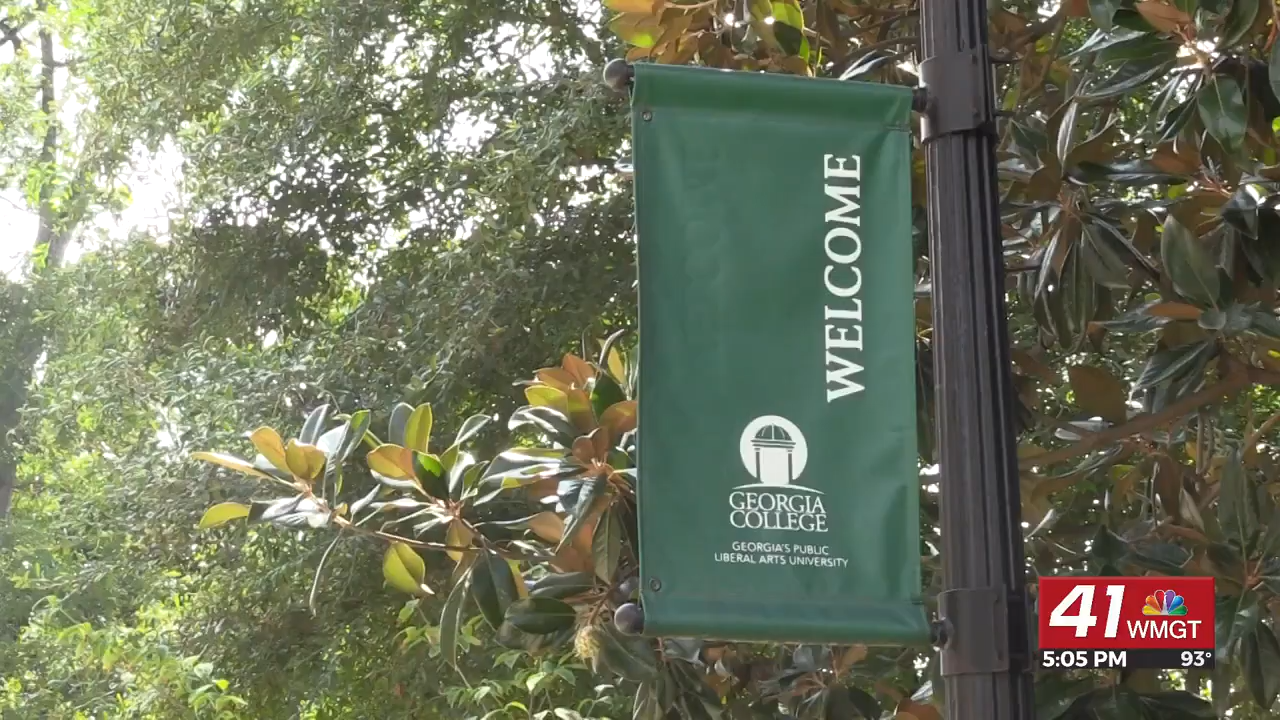 WELCOME
GEORGIA
COLLEGE
GEORGIA'S PUBLIC
LIBERAL ARTS UNIVERSITY
41
WMGT
5:05 PM 93°